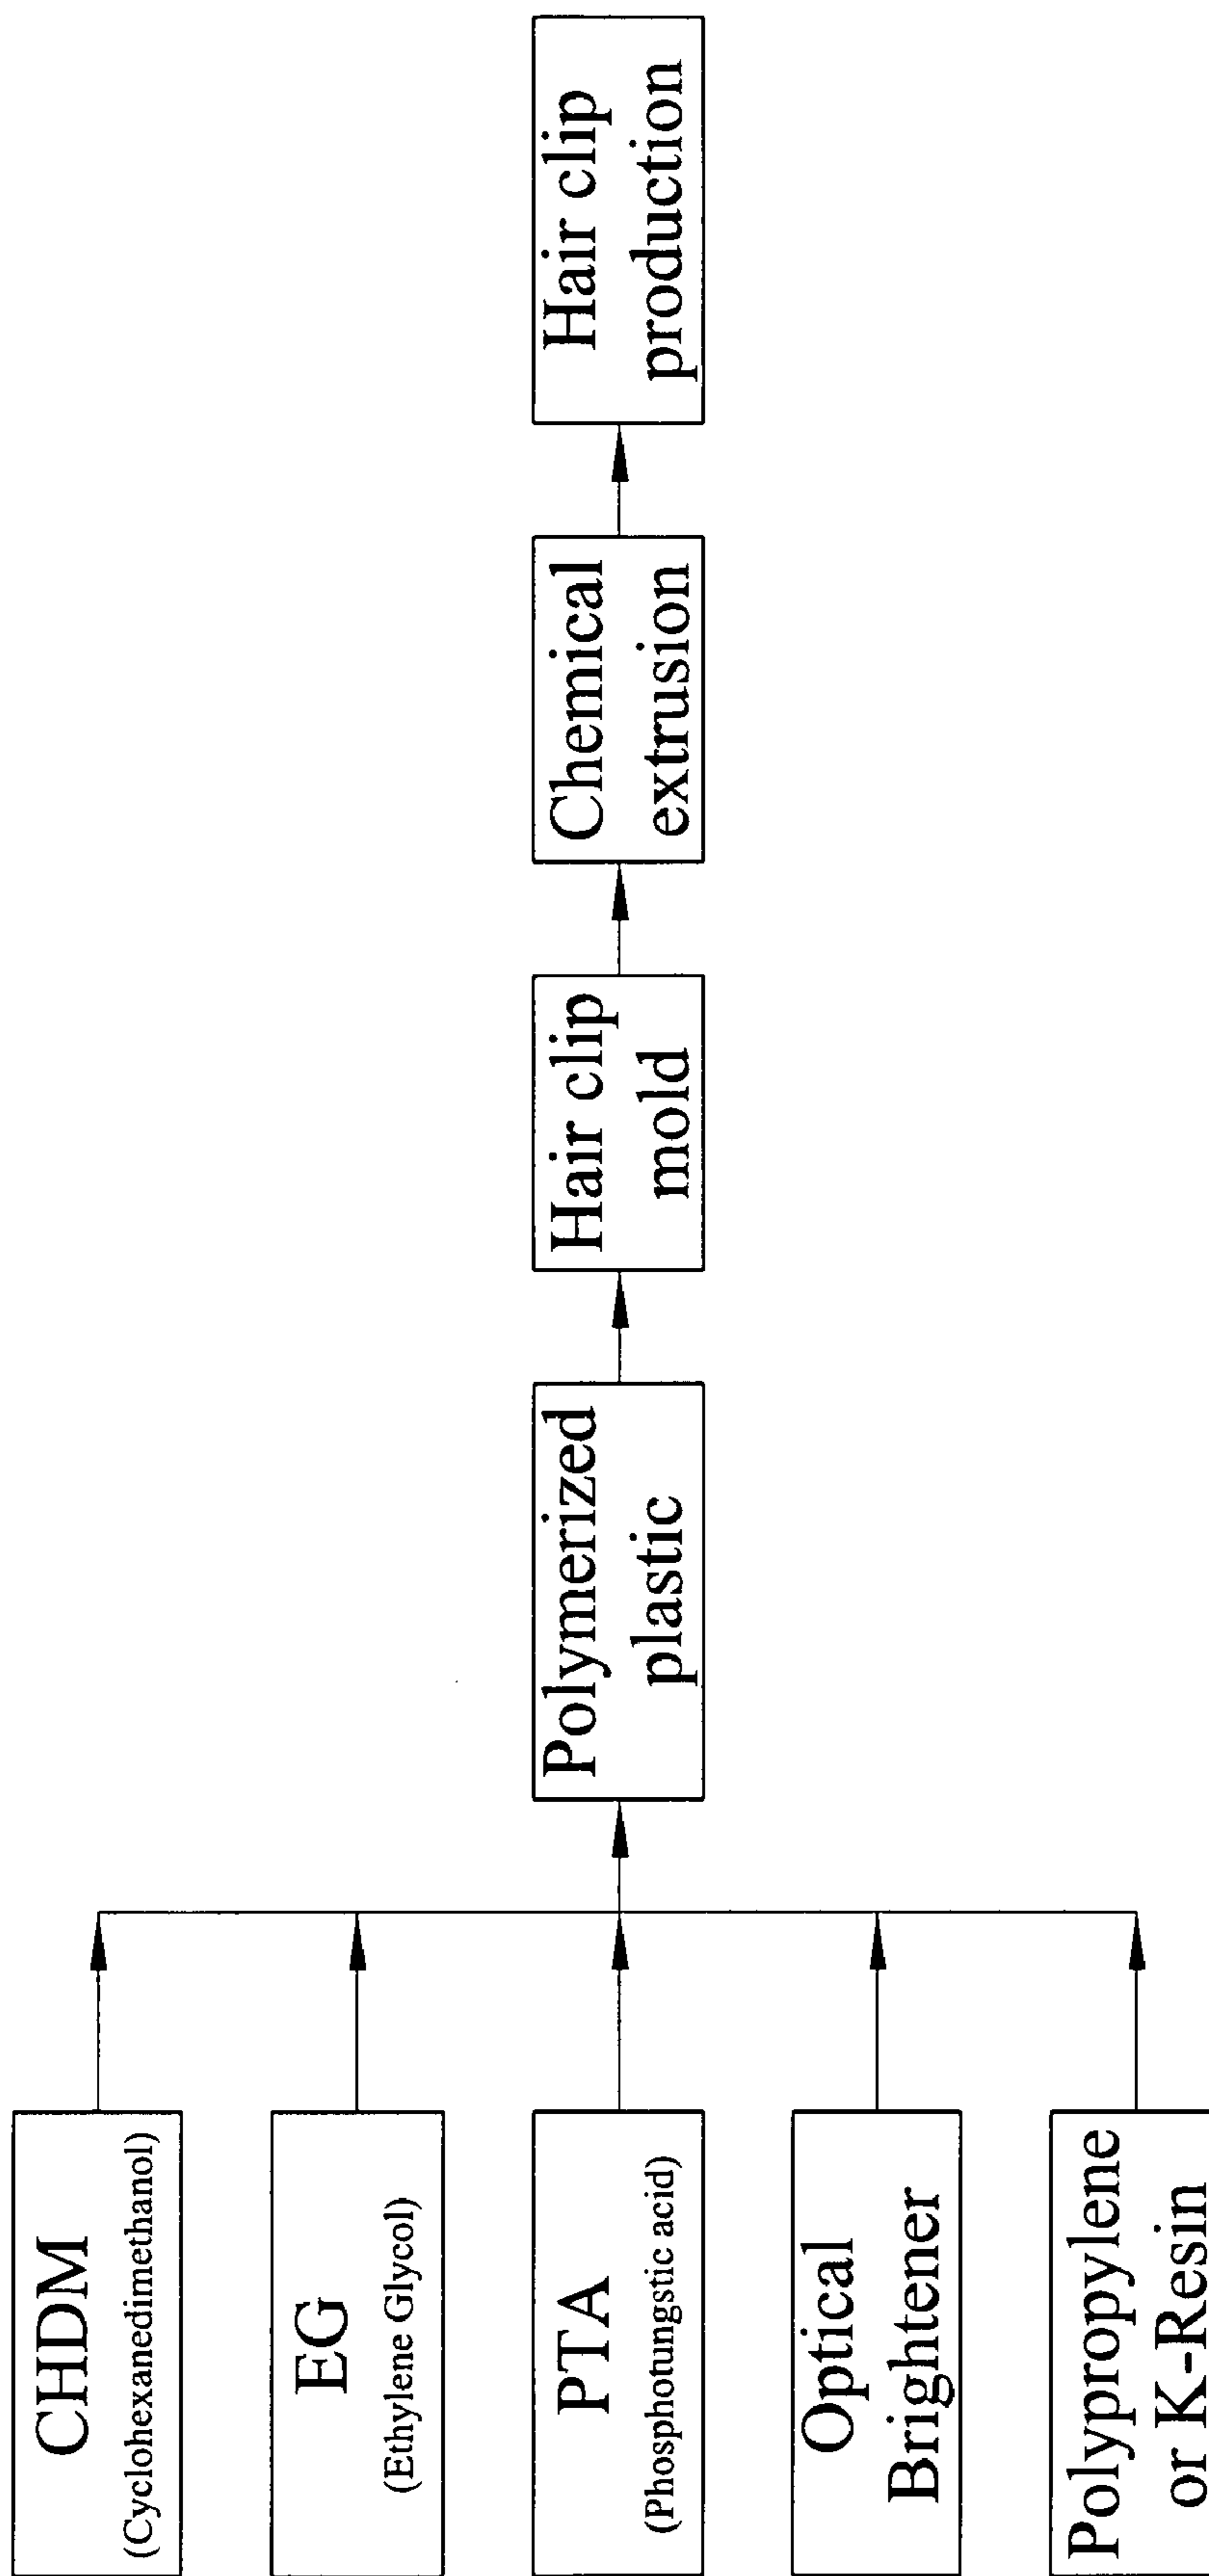 CHDM
(Cyclohexanedimethanol)
EG
(Ethylene Glycol)
PTA
(Phosphotungstic acid)
Optical
Brightener
Polypropylene
or K-Resin
Polymerized
plastic
Hair clip
mold
Chemical
extrusion
Hair clip
production